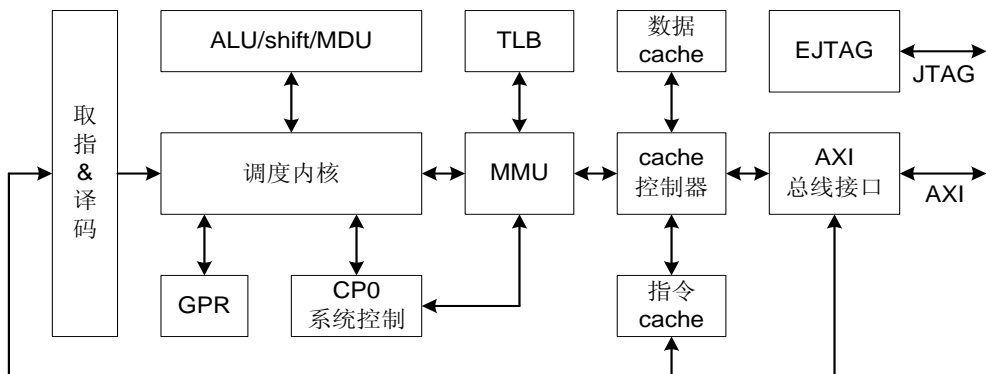 ALU/shift/MDU
TLB
数据
cache
EJTAG
JTAG
取
指
&
译
码
调度内核
MMU
cache
控制器
AXI
总线接口
AXI
GPR
CP0
系统控制
指令
cache